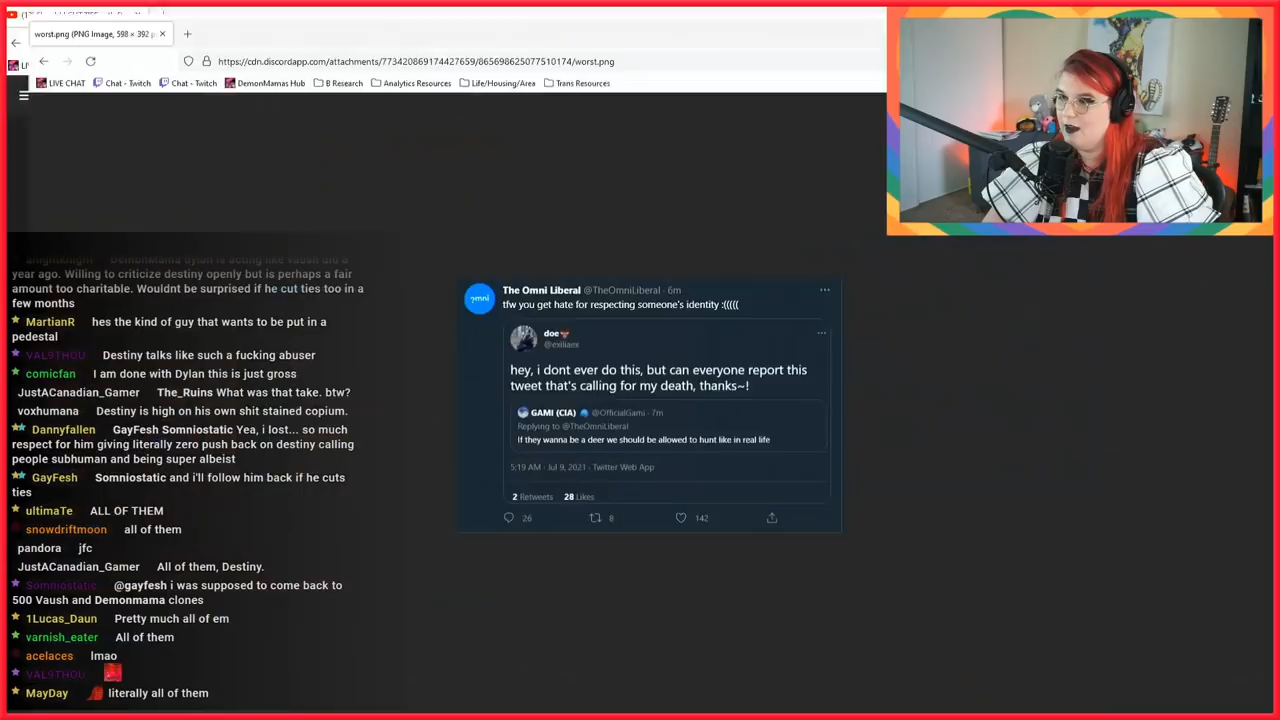 worst.png (PNG Image, 598 × 392 p
https://cdn.discordapp.com/attachments/773420869174427659/865698625077510174/worst.png
LIVE CHAT Chat - Twitch Chat - Twitch DemonMamas Hub B Research Analytics Resources Life/Housing/Area Trans Resources
year ago. Willing to criticize destiny openly but is perhaps a fair
amount too charitable. Wouldnt be surprised if he cut ties too in a
few months
MartianR hes the kind of guy that wants to be put in a
pedestal
VAL9THOU Destiny talks like such a fucking abuser
comicfan I am done with Dylan this is just gross
JustACanadian_Gamer The_Ruins What was that take. btw?
voxhumana Destiny is high on his own shit stained copium.
Dannyfallen GayFesh Somniostatic Yea, i lost... so much
respect for him giving literally zero push back on destiny calling
people subhuman and being super albeist
GayFesh Somniostatic and i'll follow him back if he cuts
ties
ultimaTe ALL OF THEM
snowdriftmoon all of them
pandora jfc
JustACanadian_Gamer All of them, Destiny.
Somniostatic @gayfesh i was supposed to come back to
500 Vaush and Demonmama clones
1Lucas_Daun Pretty much all of em
varnish_eater All of them
acelaces lmao
VAL9THOU
MayDay literally all of them
omni
The Omni Liberal @TheOmniLiberal · 6m
tfw you get hate for respecting someone's identity :(((((
doe
@exiliaex
hey, i dont ever do this, but can everyone report this
tweet that's calling for my death, thanks~!
GAMI (CIA) @OfficialGami · 7m
Replying to @TheOmniLiberal
If they wanna be a deer we should be allowed to hunt like in real life
5:19 AM · Jul 9, 2021 · Twitter Web App
2 Retweets 28 Likes
26 8 142